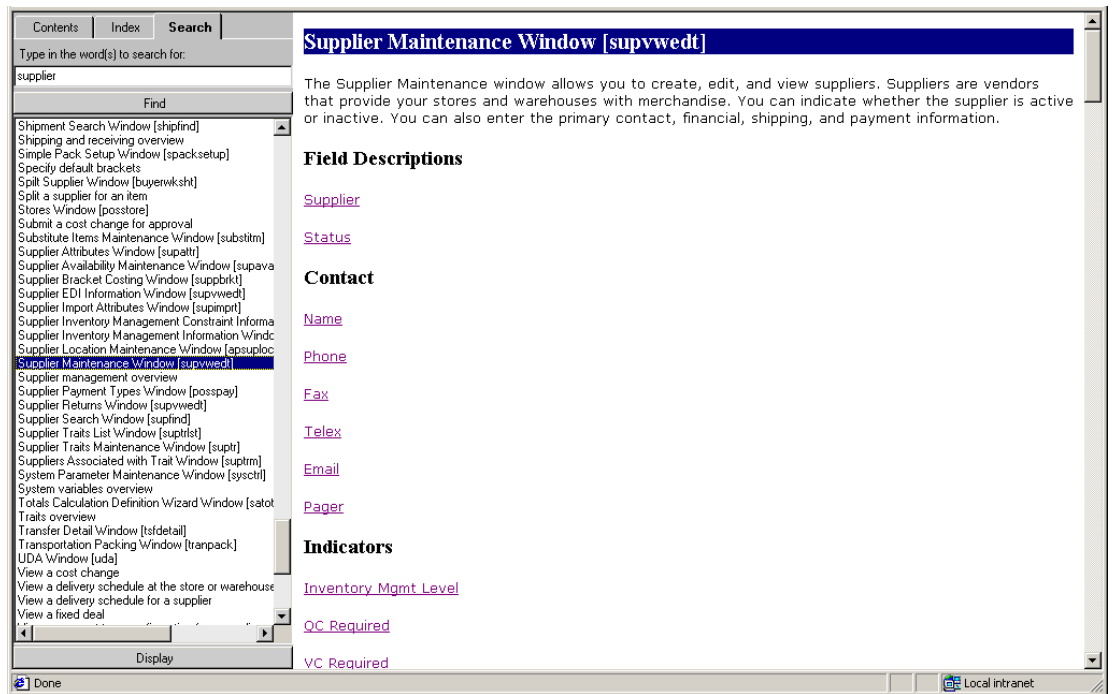 Contents Index Search
Type in the word(s) to search for:
supplier
Find
Shipment Search Window [shipfind]
Shipping and receiving overview
Simple Pack Setup Window [spacksetup]
Specify default brackets
Spilt Supplier Window [buyerwksht]
Split a supplier for an item
Stores Window [posstore]
Submit a cost change for approval
Substitute Items Maintenance Window [substitm]
Supplier Attributes Window [supattr]
Supplier Availability Maintenance Window [supava
Supplier Bracket Costing Window [suppbrkt]
Supplier EDI Information Window [supvwedt]
Supplier Import Attributes Window [supimprt]
Supplier Inventory Management Constraint Informa
Supplier Inventory Management Information Windo
Supplier Location Maintenance Window [apsuploc
Supplier Maintenance Window [supvwedt]
Supplier management overview
Supplier Payment Types Window [posspay]
Supplier Returns Window [supvwedt]
Supplier Search Window [supfind]
Supplier Traits List Window [suptrlst]
Supplier Traits Maintenance Window [suptr]
Suppliers Associated with Trait Window [suptrm]
System Parameter Maintenance Window [sysctrl]
System variables overview
Totals Calculation Definition Wizard Window [satot
Traits overview
Transfer Detail Window [tsfdetail]
Transportation Packing Window [tranpack]
UDA Window [uda]
View a cost change
View a delivery schedule at the store or warehouse
View a delivery schedule for a supplier
View a fixed deal
Display
Supplier Maintenance Window [supvwedt]
The Supplier Maintenance window allows you to create, edit, and view suppliers. Suppliers are vendors
that provide your stores and warehouses with merchandise. You can indicate whether the supplier is active
or inactive. You can also enter the primary contact, financial, shipping, and payment information.
Field Descriptions
Supplier
Status
Contact
Name
Phone
Fax
Telex
Email
Pager
Indicators
Inventory Mgmt Level
QC Required
VC Required
Done
Local intranet